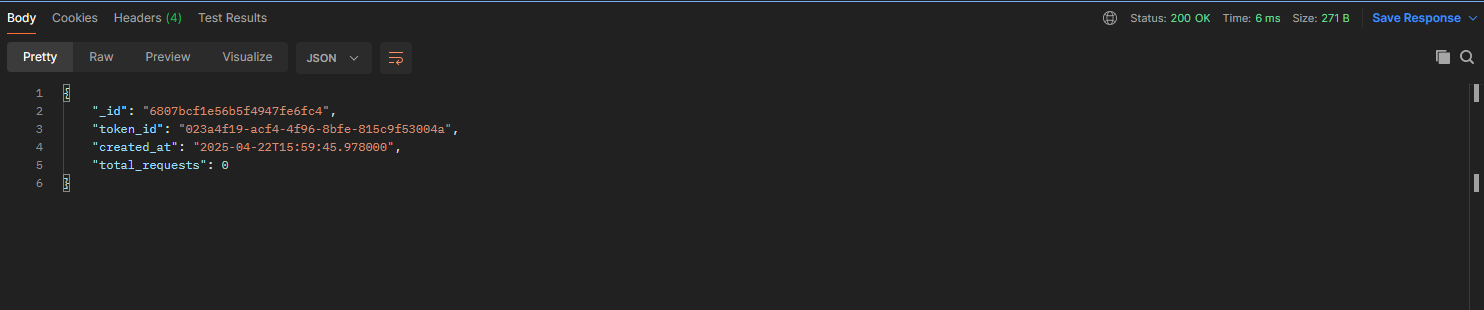 Body Cookies Headers (4) Test Results Status: 200 OK Time: 6 ms Size: 271 B Save Response
Pretty Raw Preview Visualize JSON
1 {
2 "_id": "6807bcf1e56b5f4947fe6fc4",
3 "token_id": "023a4f19-acf4-4f96-8bfe-815c9f53004a",
4 "created_at": "2025-04-22T15:59:45.978000",
5 "total_requests": 0
6 }